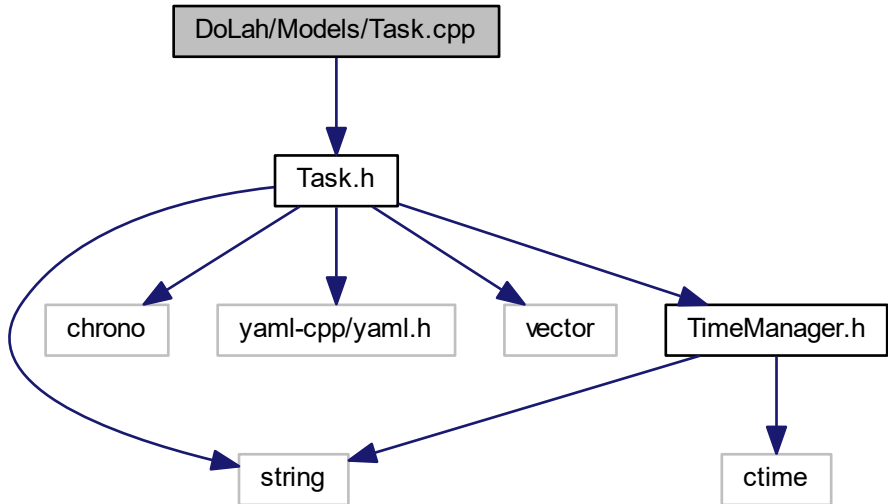 DoLah/Models/Task.cpp
Task.h
chrono
yaml-cpp/yaml.h
vector
TimeManager.h
string
ctime